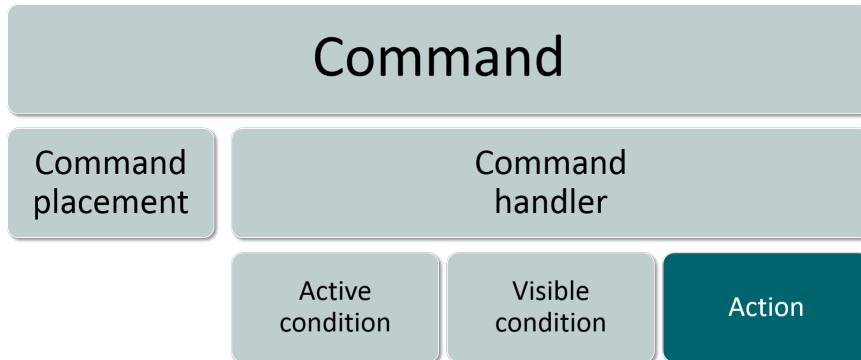 Command
Command
placement
Command
handler
Active
condition
Visible
condition
Action